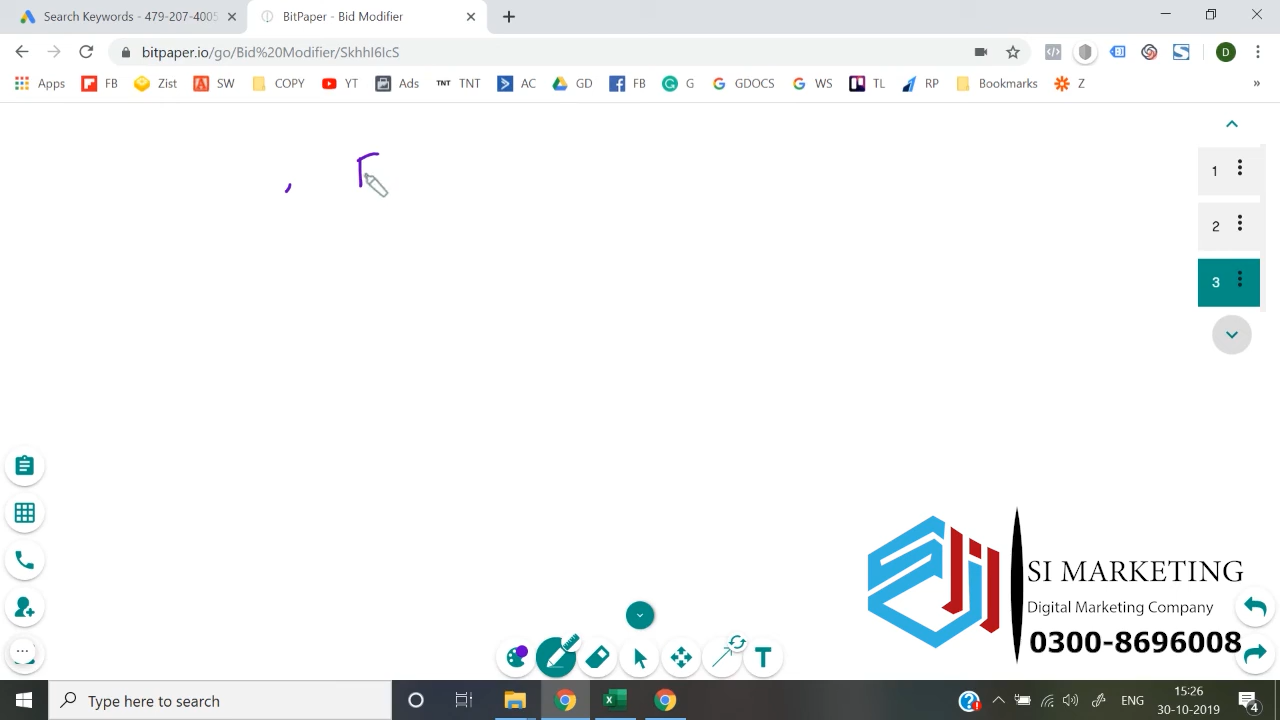 Search Keywords - 479-207-4005
BitPaper - Bid Modifier
bitpaper.io/go/Bid%20Modifier/SkhhI6IcS
D
Apps FB Zist SW COPY YT Ads TNT TNT AC GD FB G GDOCS WS TL RP Bookmarks Z »
1
2
3
SI MARKETING
Digital Marketing Company
0300-8696008
T
Type here to search
ENG
15:26
30-10-2019
4